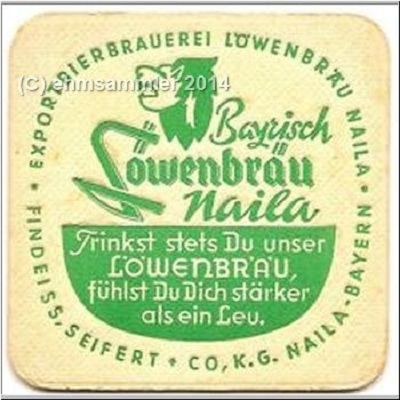 EXPORTBIERBRAUEREI LÖWENBRÄU NAILA
(C) ehmsammler 2014
Bayrisch
Löwenbräu
Naila
Trinkst stets Du unser
LÖWENBRÄU,
fühlst Du Dich stärker
als ein Leu.
FINDEISS, SEIFERT + CO, K.G. NAILA-BAYERN